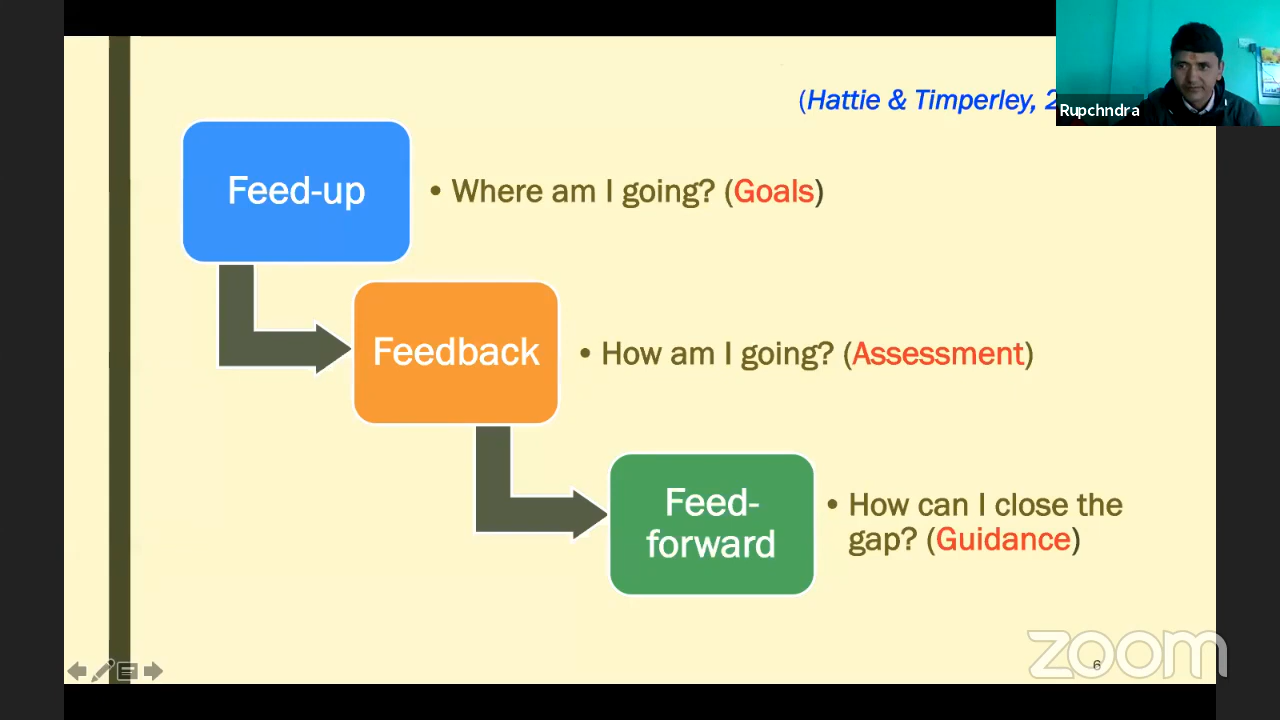 (Hattie & Timperley, 2
Rupchndra
Feed-up
• Where am I going? (Goals)
Feedback
• How am I going? (Assessment)
Feed-
forward
• How can I close the
gap? (Guidance)
zoom
6